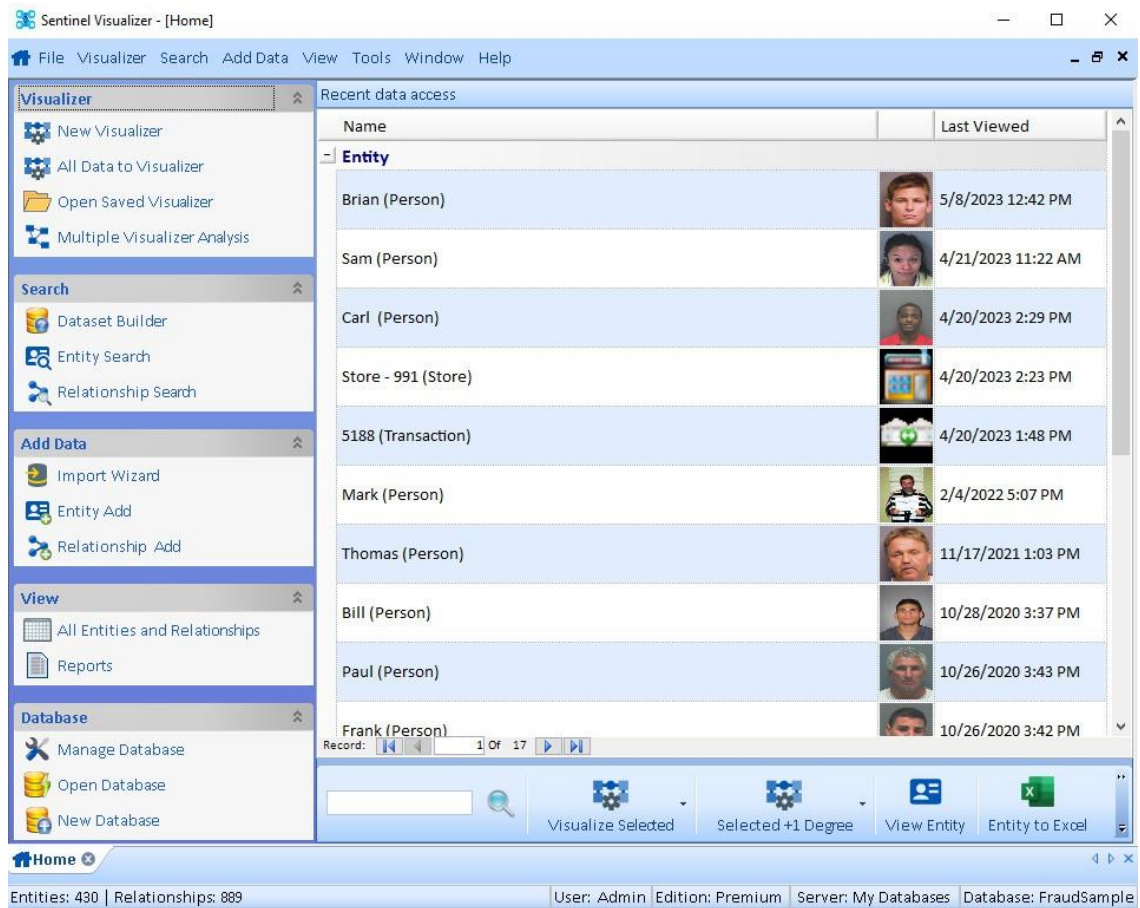 Sentinel Visualizer - [Home]
File Visualizer Search Add Data View Tools Window Help
Visualizer
New Visualizer
All Data to Visualizer
Open Saved Visualizer
Multiple Visualizer Analysis
Search
Dataset Builder
Entity Search
Relationship Search
Add Data
Import Wizard
Entity Add
Relationship Add
View
All Entities and Relationships
Reports
Database
Manage Database
Open Database
New Database
Recent data access
Name Last Viewed
Entity
Brian (Person) 5/8/2023 12:42 PM
Sam (Person) 4/21/2023 11:22 AM
Carl (Person) 4/20/2023 2:29 PM
Store - 991 (Store) 4/20/2023 2:23 PM
5188 (Transaction) 4/20/2023 1:48 PM
Mark (Person) 2/4/2022 5:07 PM
Thomas (Person) 11/17/2021 1:03 PM
Bill (Person) 10/28/2020 3:37 PM
Paul (Person) 10/26/2020 3:43 PM
Frank (Person) 10/26/2020 3:42 PM
Record: 1 Of 17
Visualize Selected Selected +1 Degree View Entity Entity to Excel
Home
Entities: 430 | Relationships: 889 User: Admin Edition: Premium Server: My Databases Database: FraudSample